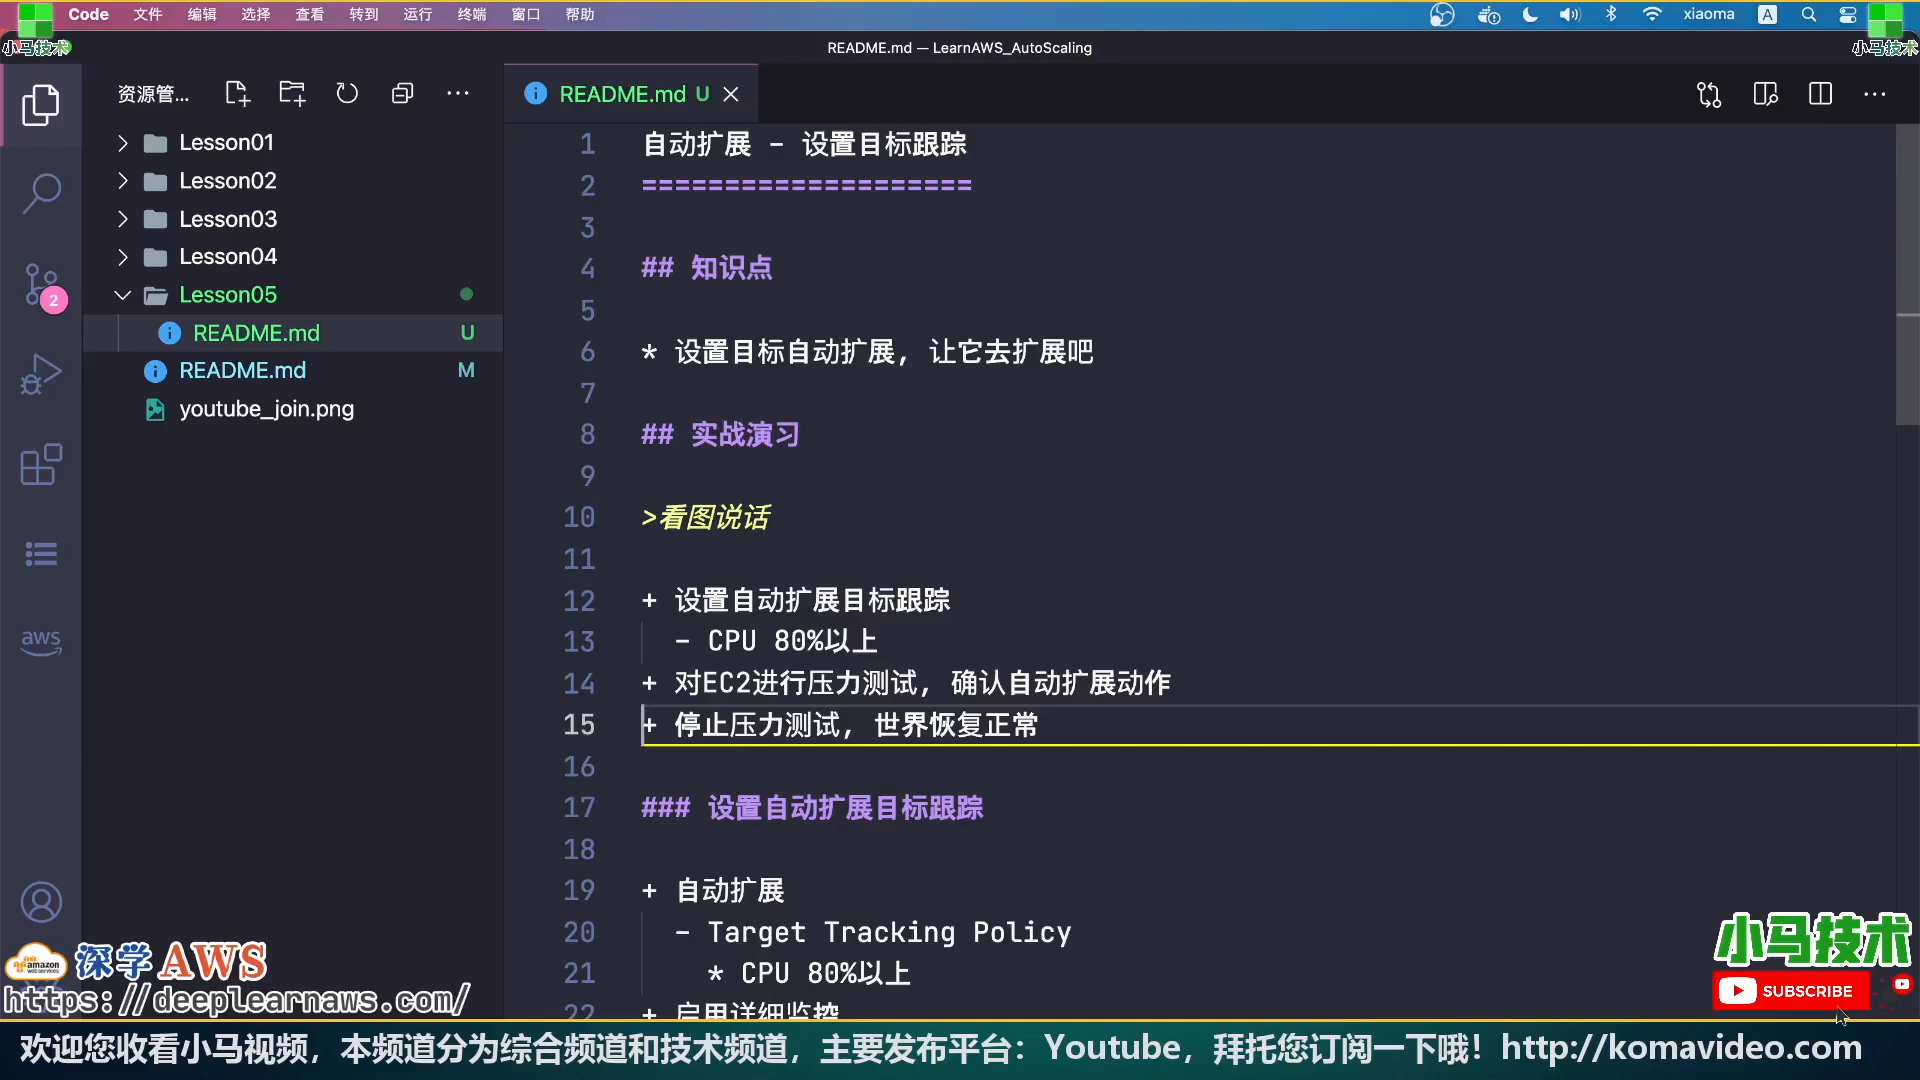 Code 文件 编辑 选择 查看 转到 运行 终端 窗口 帮助 xiaoma A
小马技术
小马技术
README.md — LearnAWS_AutoScaling
资源管...
README.md U
Lesson01
Lesson02
Lesson03
Lesson04
Lesson05
README.md U
README.md M
youtube_join.png
2
aws
1 自动扩展 - 设置目标跟踪
2 ====================
3
4 ## 知识点
5
6 * 设置目标自动扩展, 让它去扩展吧
7
8 ## 实战演习
9
10 >看图说话
11
12 + 设置自动扩展目标跟踪
13 - CPU 80%以上
14 + 对EC2进行压力测试, 确认自动扩展动作
15 + 停止压力测试, 世界恢复正常
16
17 ### 设置自动扩展目标跟踪
18
19 + 自动扩展
20 - Target Tracking Policy
21 * CPU 80%以上
22 + 启用详细监控
amazon
web services
深学AWS
https://deeplearnaws.com/
小马技术
SUBSCRIBE
欢迎您收看小马视频，本频道分为综合频道和技术频道，主要发布平台：Youtube，拜托您订阅一下哦！http://komavideo.com